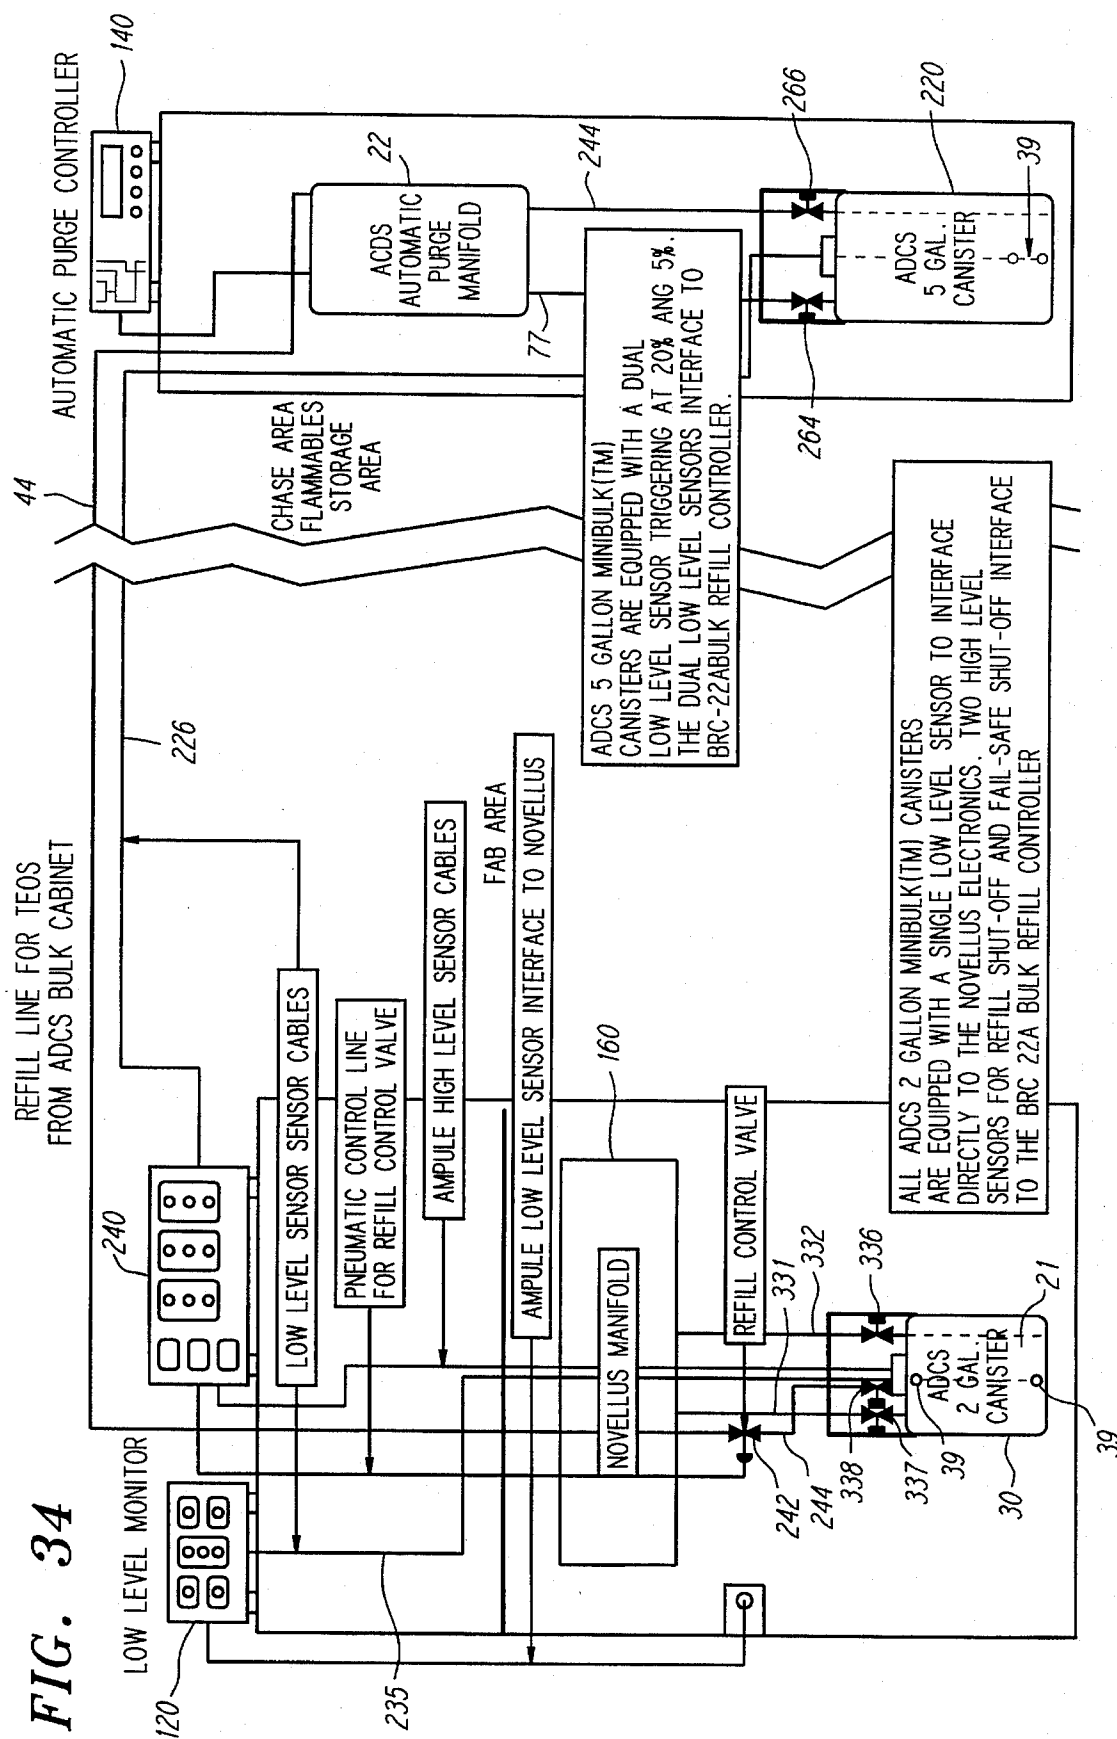 FIG. 34
LOW LEVEL MONITOR
120
235
240
REFILL LINE FOR TEOS
FROM ADCS BULK CABINET
226
44
AUTOMATIC PURGE CONTROLLER
140
LOW LEVEL SENSOR SENSOR CABLES
PNEUMATIC CONTROL LINE
FOR REFILL CONTROL VALVE
AMPULE HIGH LEVEL SENSOR CABLES
FAB AREA
AMPULE LOW LEVEL SENSOR INTERFACE TO NOVELLUS
CHASE AREA
FLAMMABLES
STORAGE
AREA
ACDS
AUTOMATIC
PURGE
MANIFOLD
22
77
244
ADCS 5 GALLON MINIBULK(TM)
CANISTERS ARE EQUIPPED WITH A DUAL
LOW LEVEL SENSOR TRIGGERING AT 20% ANG 5%.
THE DUAL LOW LEVEL SENSORS INTERFACE TO
BRC-22ABULK REFILL CONTROLLER.
160
NOVELLUS MANIFOLD
REFILL CONTROL VALVE
242
244
338
337
39
331
332
336
21
ADCS
2 GAL.
CANISTER
30
39
264
266
220
ADCS
5 GAL.
CANISTER
39
ALL ADCS 2 GALLON MINIBULK(TM) CANISTERS
ARE EQUIPPED WITH A SINGLE LOW LEVEL SENSOR TO INTERFACE
DIRECTLY TO THE NOVELLUS ELECTRONICS. TWO HIGH LEVEL
SENSORS FOR REFILL SHUT-OFF AND FAIL-SAFE SHUT-OFF INTERFACE
TO THE BRC 22A BULK REFILL CONTROLLER